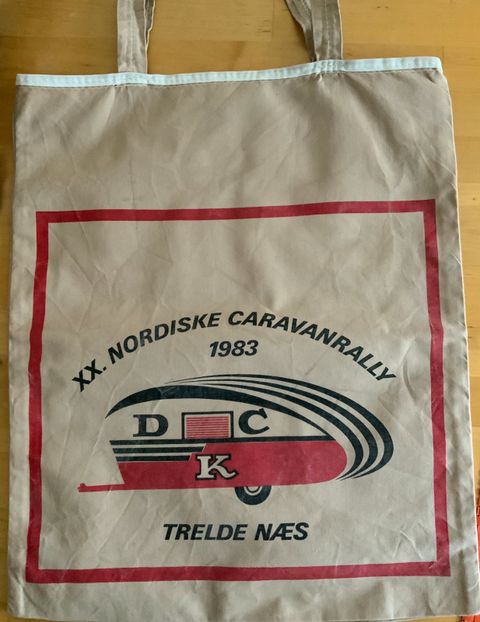 XX. NORDISKE CARAVANRALLY
1983
D C
K
TRELDE NÆS